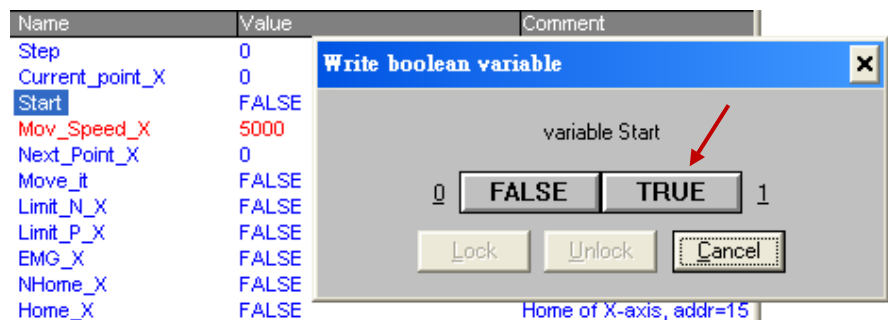 Name Value Comment
Step 0
Current_point_X 0
Start FALSE
Mov_Speed_X 5000
Next_Point_X 0
Move_it FALSE
Limit_N_X FALSE
Limit_P_X FALSE
EMG_X FALSE
NHome_X FALSE
Home_X FALSE Home of X-axis, addr=15
Write boolean variable
variable Start
0 FALSE TRUE 1
Lock Unlock Cancel